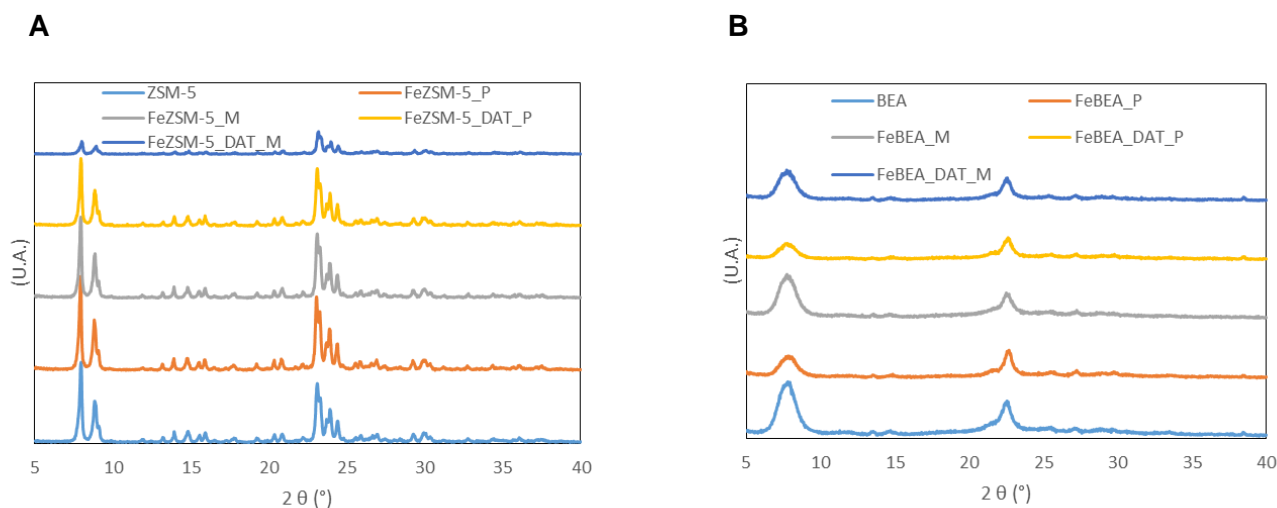 A
ZSM-5 FeZSM-5_P
FeZSM-5_M FeZSM-5_DAT_P
FeZSM-5_DAT_M
(U.A.)
5 10 15 20 25 30 35 40
2 θ (°)
B
BEA FeBEA_P
FeBEA_M FeBEA_DAT_P
FeBEA_DAT_M
(U.A.)
5 10 15 20 25 30 35 40
2 θ (°)